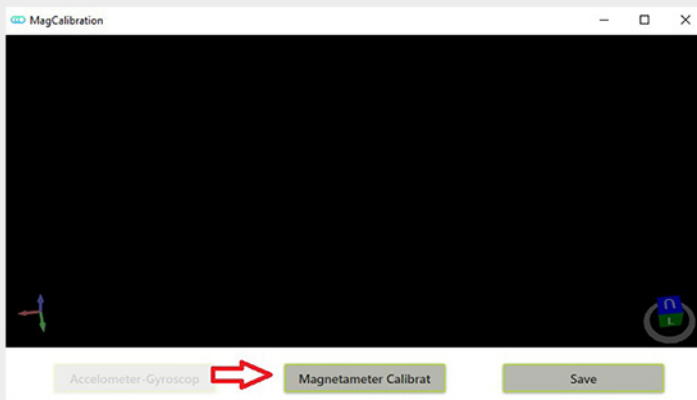 MagCalibration
U
L
Accelometer-Gyroscop
Magnetameter Calibrat
Save